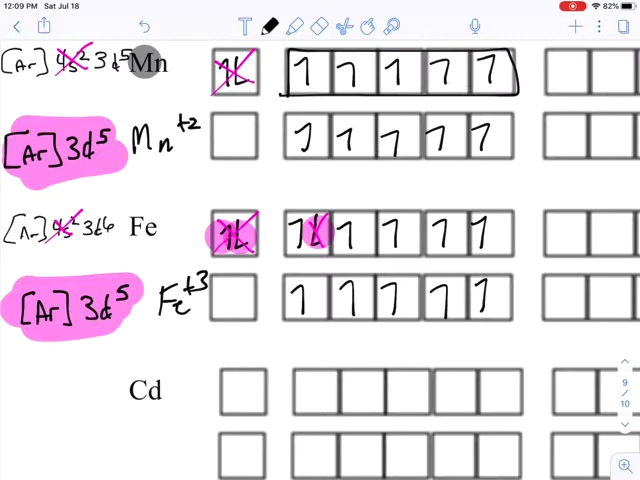 12:09 PM Sat Jul 18
82%
[Ar] 4s² 3d⁵ Mn
[Ar] 3d⁵ Mn⁺²
[Ar] 4s² 3d6 Fe
[Ar] 3d⁵ Fe⁺³
Cd
9
/
10